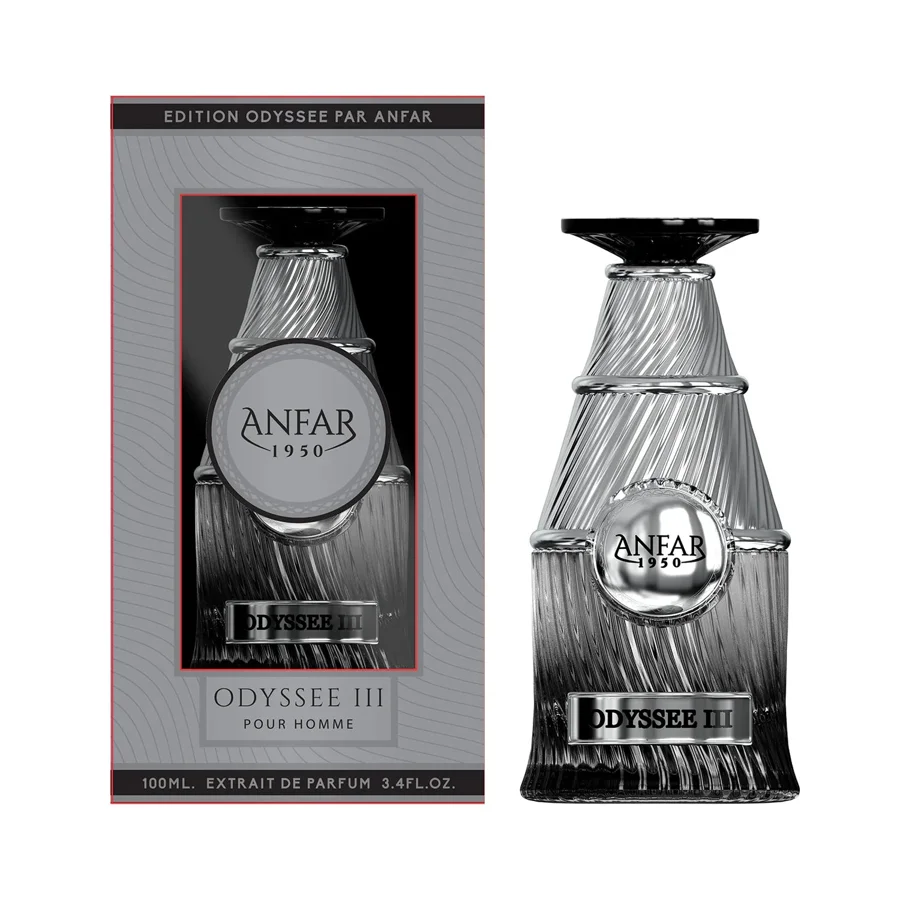 EDITION ODYSSEE PAR ANFAR
ANFAR
1950
ODYSSEE III
ODYSSEE III
POUR HOMME
100ML. EXTRAIT DE PARFUM 3.4FL.OZ.
ANFAR
1950
ODYSSEE III